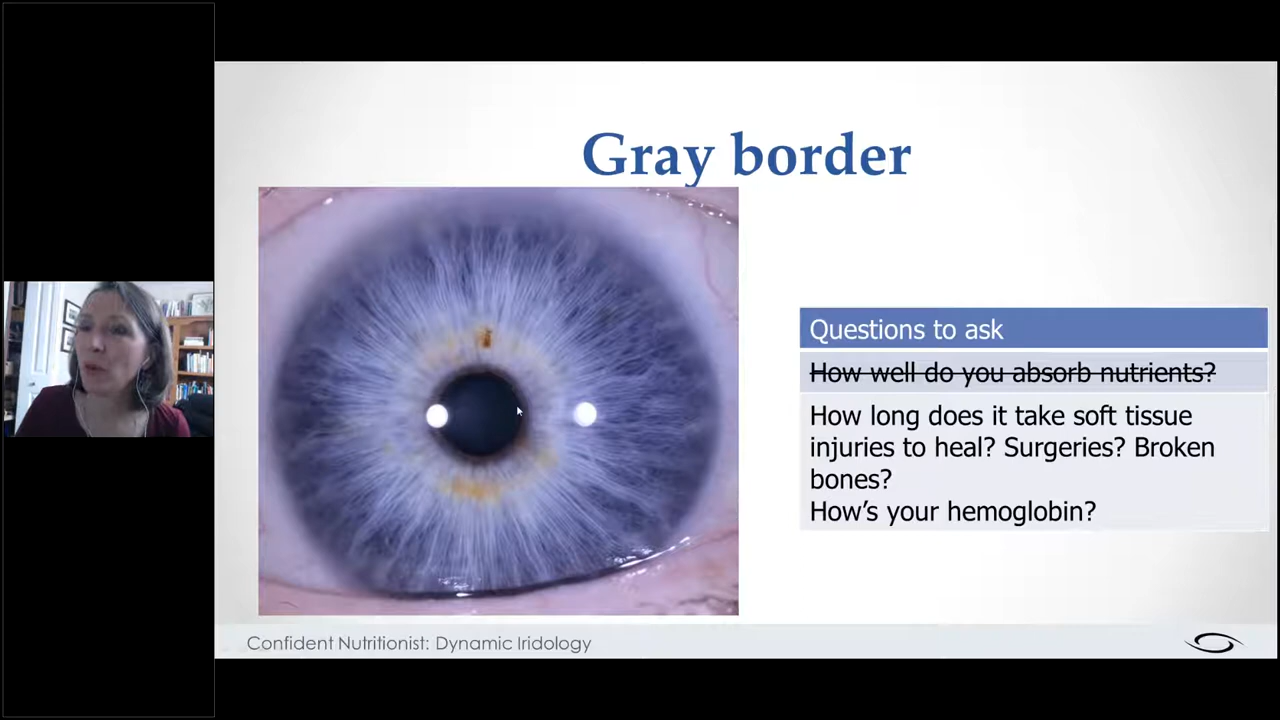 Gray border
Questions to ask
How well do you absorb nutrients?
How long does it take soft tissue
injuries to heal? Surgeries? Broken
bones?
How’s your hemoglobin?
Confident Nutritionist: Dynamic Iridology